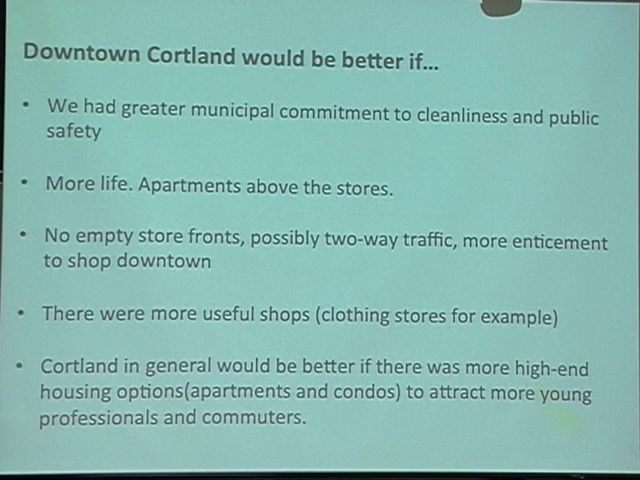 Downtown Cortland would be better if...
• We had greater municipal commitment to cleanliness and public
safety
• More life. Apartments above the stores.
• No empty store fronts, possibly two-way traffic, more enticement
to shop downtown
• There were more useful shops (clothing stores for example)
• Cortland in general would be better if there was more high-end
housing options(apartments and condos) to attract more young
professionals and commuters.